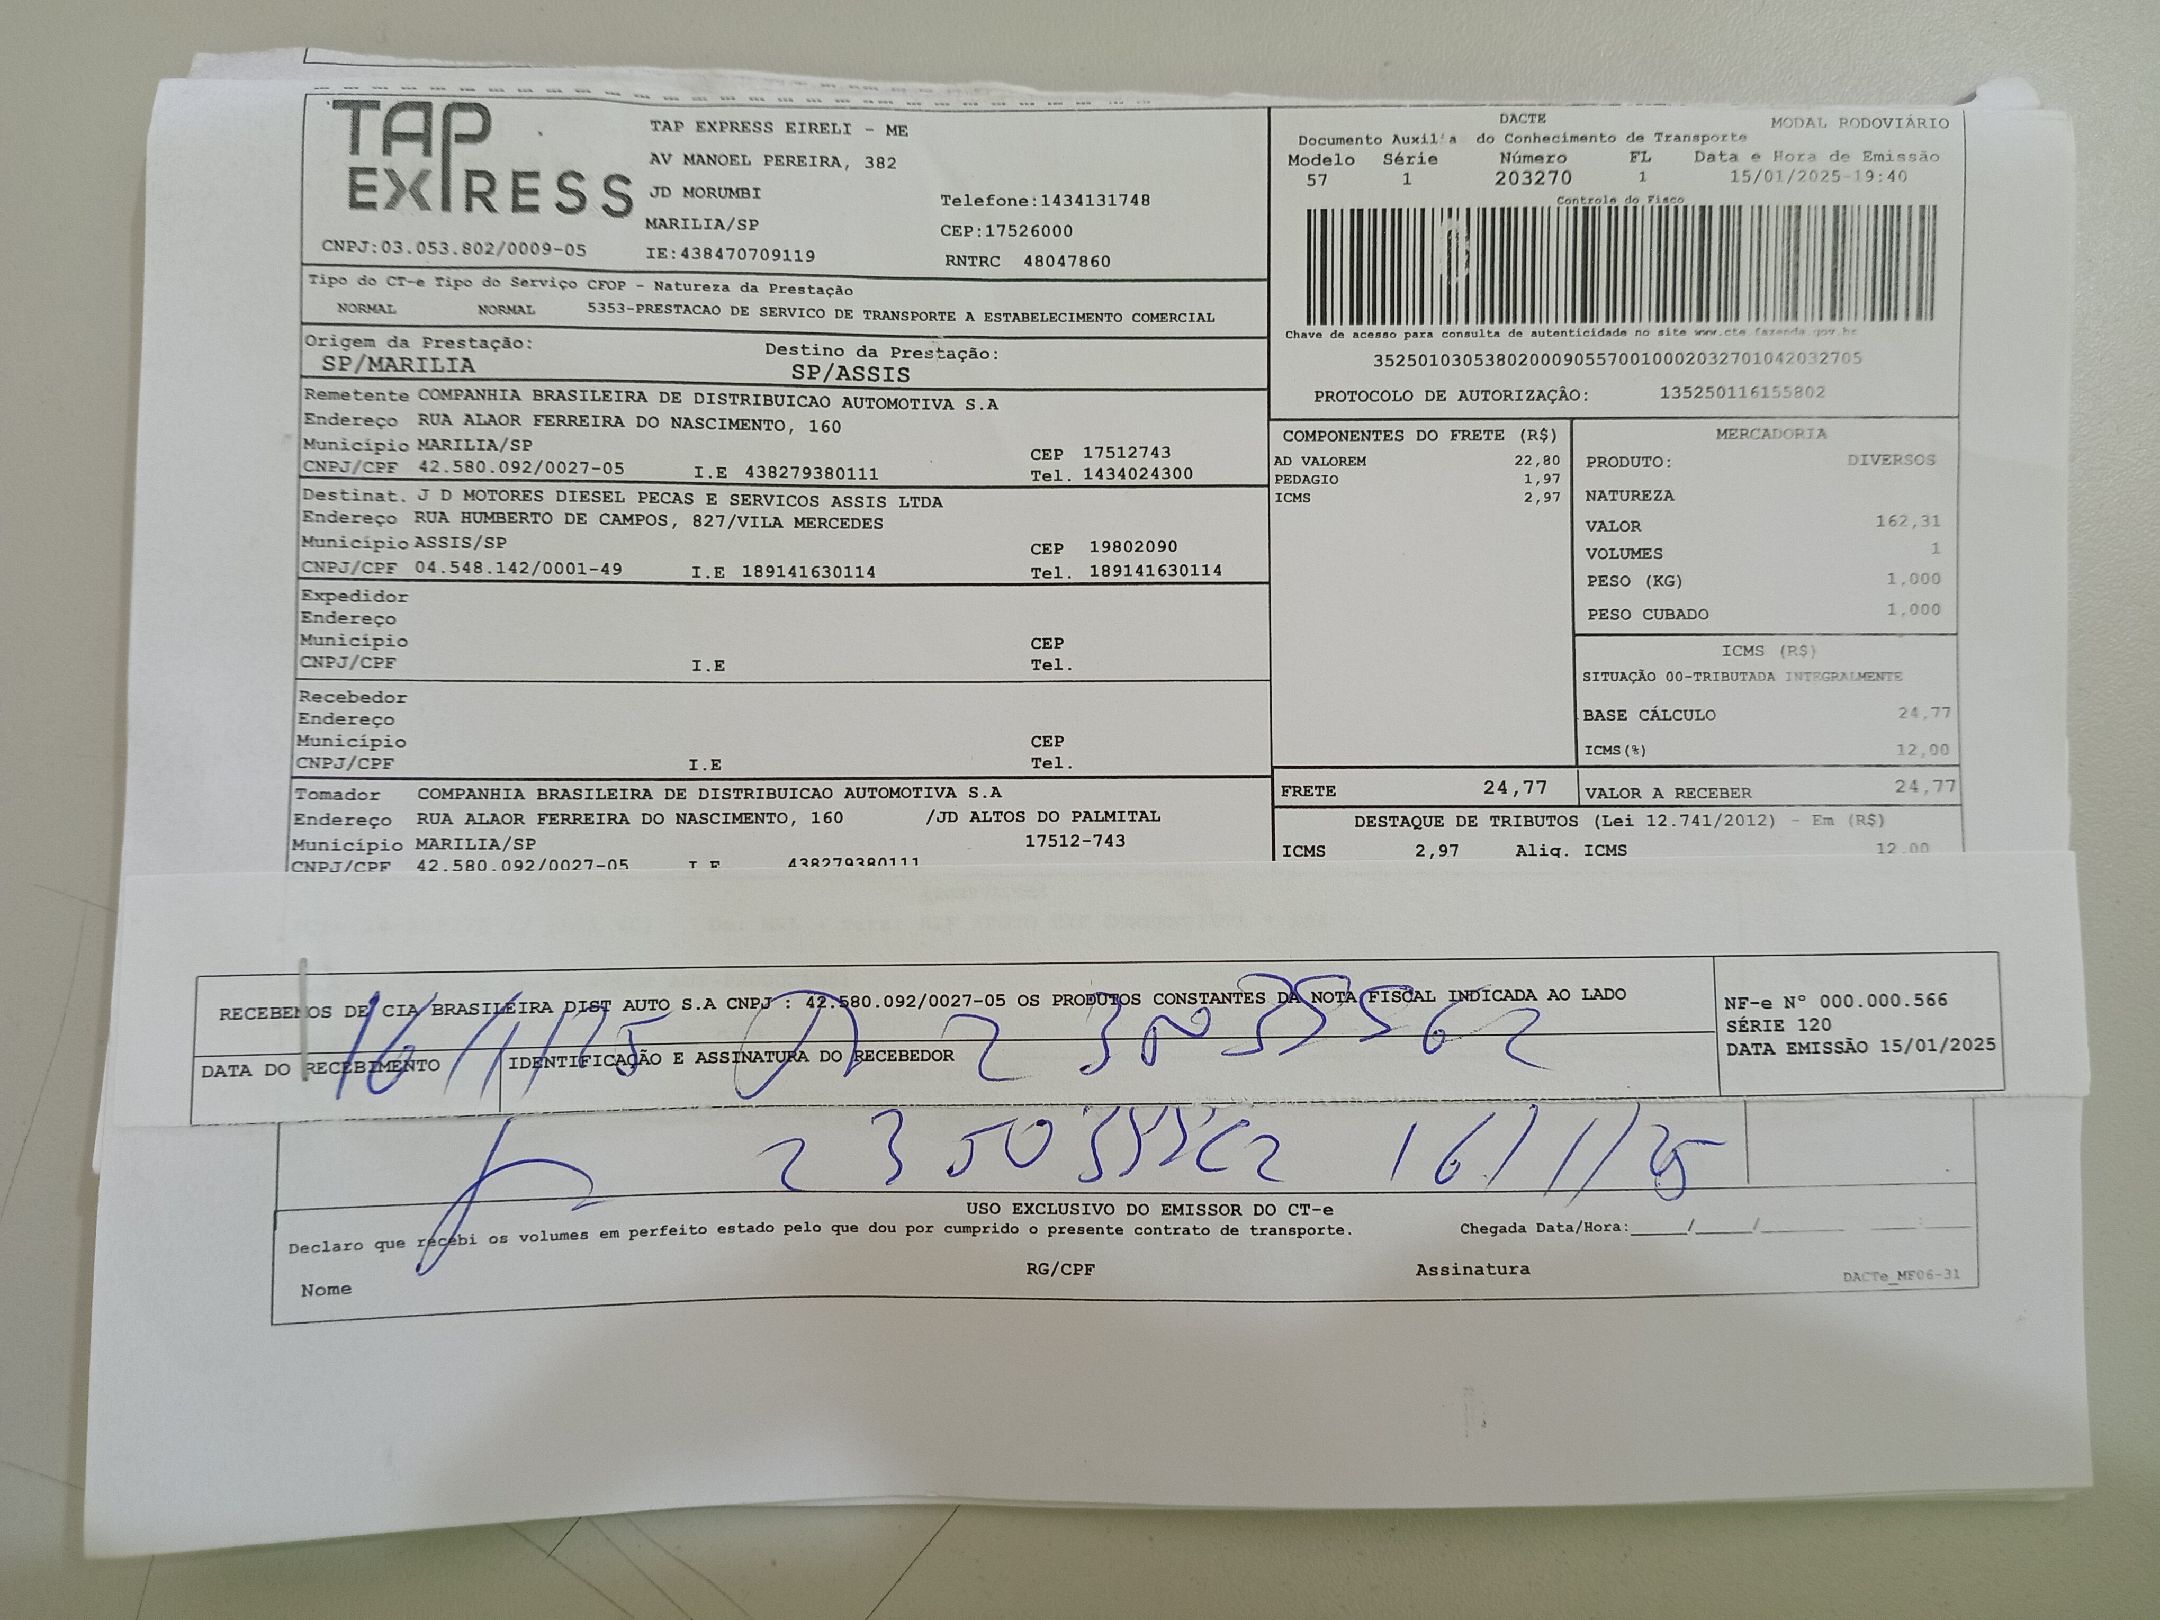 TAP EXPRESS
TAP EXPRESS EIRELI - ME
AV MANOEL PEREIRA, 382
JD MORUMBI
MARILIA/SP
Telefone:1434131748
CEP:17526000
CNPJ:03.053.802/0009-05 IE:438470709119 RNTRC 48047860
DACTE
MODAL RODOVIÁRIO
Documento Auxil a do Conhecimento de Transporte
Modelo Série Número FL Data e Hora de Emissão
57 1 203270 1 15/01/2025-19:40
Controle do Fisco
Chave de acesso para consulta de autenticidade no site www.cte.fazenda.gov.br
35250103053802000905570010002032701042032705
PROTOCOLO DE AUTORIZAÇÃO: 135250116155802
Tipo do CT-e Tipo do Serviço CFOP - Natureza da Prestação
NORMAL NORMAL 5353-PRESTACAO DE SERVICO DE TRANSPORTE A ESTABELECIMENTO COMERCIAL
Origem da Prestação: Destino da Prestação:
SP/MARILIA SP/ASSIS
Remetente COMPANHIA BRASILEIRA DE DISTRIBUICAO AUTOMOTIVA S.A
Endereço RUA ALAOR FERREIRA DO NASCIMENTO, 160
Município MARILIA/SP CEP 17512743
CNPJ/CPF 42.580.092/0027-05 I.E 438279380111 Tel. 1434024300
Destinat. J D MOTORES DIESEL PECAS E SERVICOS ASSIS LTDA
Endereço RUA HUMBERTO DE CAMPOS, 827/VILA MERCEDES
Município ASSIS/SP CEP 19802090
CNPJ/CPF 04.548.142/0001-49 I.E 189141630114 Tel. 189141630114
Expedidor
Endereço
Município CEP
CNPJ/CPF I.E Tel.
Recebedor
Endereço
Município CEP
CNPJ/CPF I.E Tel.
Tomador COMPANHIA BRASILEIRA DE DISTRIBUICAO AUTOMOTIVA S.A
Endereço RUA ALAOR FERREIRA DO NASCIMENTO, 160 /JD ALTOS DO PALMITAL
Município MARILIA/SP 17512-743
CNPJ/CPF 42.580.092/0027-05 I.E 438279380111
COMPONENTES DO FRETE (R$)
AD VALOREM 22,80
PEDAGIO 1,97
ICMS 2,97
MERCADORIA
PRODUTO: DIVERSOS
NATUREZA
VALOR 162,31
VOLUMES 1
PESO (KG) 1,000
PESO CUBADO 1,000
ICMS (R$)
SITUAÇÃO 00-TRIBUTADA INTEGRALMENTE
BASE CÁLCULO 24,77
ICMS(%) 12,00
FRETE 24,77 VALOR A RECEBER 24,77
DESTAQUE DE TRIBUTOS (Lei 12.741/2012) - Em (R$)
ICMS 2,97 Aliq. ICMS 12,00
RECEBEMOS DE CIA BRASILEIRA DIST AUTO S.A CNPJ : 42.580.092/0027-05 OS PRODUTOS CONSTANTES DA NOTA FISCAL INDICADA AO LADO
DATA DO RECEBIMENTO IDENTIFICAÇÃO E ASSINATURA DO RECEBEDOR
16/1/25
NF-e N° 000.000.566
SÉRIE 120
DATA EMISSÃO 15/01/2025
16/1/25
USO EXCLUSIVO DO EMISSOR DO CT-e
Declaro que recebi os volumes em perfeito estado pelo que dou por cumprido o presente contrato de transporte. Chegada Data/Hora:____/____/______ ___:____
Nome RG/CPF Assinatura
DACTe_MF06-31